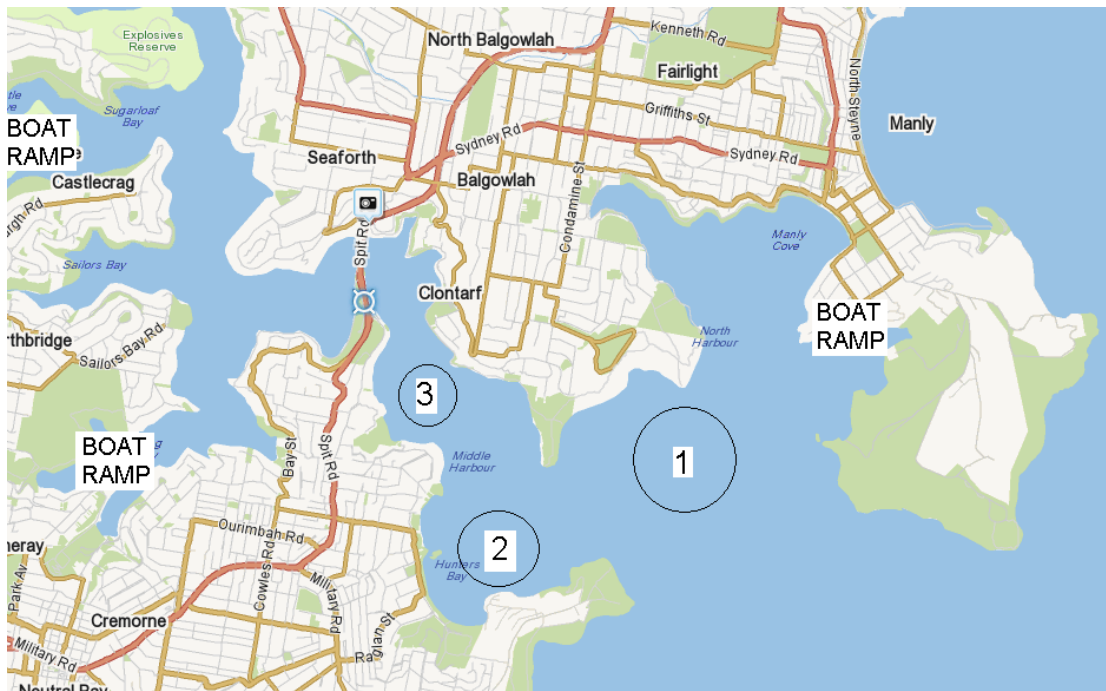 Explosives
Reserve
North Balgowlah
Kenneth Rd
Fairlight
North Steyne
Sugarloaf
Bay
Griffiths St
Manly
BOAT
RAMP
Sydney Rd
Seaforth
Sydney Rd
Castlecrag
Balgowlah
Condamine St
Spit Rd
Manly
Cove
Sailors Bay
Clontarf
BOAT
RAMP
North
Harbour
Sailors Bay Rd
3
BOAT
RAMP
Bay St
Spit Rd
Middle
Harbour
1
2
Ourimbah Rd
Hunters
Bay
Cowles Rd
Military Rd
Park Av
Cremorne
Raglan St
Military Rd
Neutral Bay